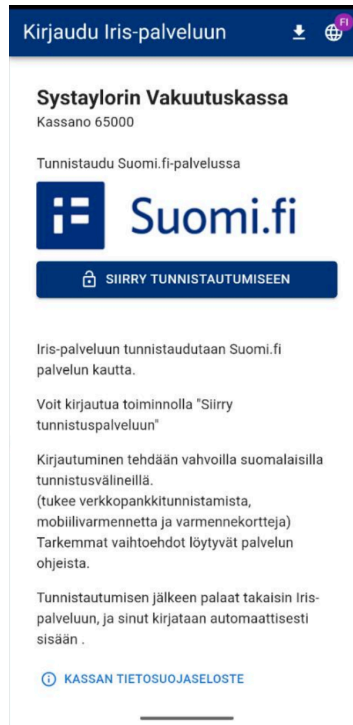 Kirjaudu Iris-palveluun
FI
Systaylorin Vakuutuskassa
Kassano 65000
Tunnistaudu Suomi.fi-palvelussa
Suomi.fi
SIIRRY TUNNISTAUTUMISEEN
Iris-palveluun tunnistaudutaan Suomi.fi
palvelun kautta.
Voit kirjautua toiminnolla "Siirry
tunnistuspalveluun"
Kirjautuminen tehdään vahvoilla suomalaisilla
tunnistusvälineillä.
(tukee verkkopankkitunnistamista,
mobiilivarmennetta ja varmennekortteja)
Tarkemmat vaihtoehdot löytyvät palvelun
ohjeista.
Tunnistautumisen jälkeen palaat takaisin Iris-
palveluun, ja sinut kirjataan automaattisesti
sisään .
KASSAN TIETOSUOJASELOSTE